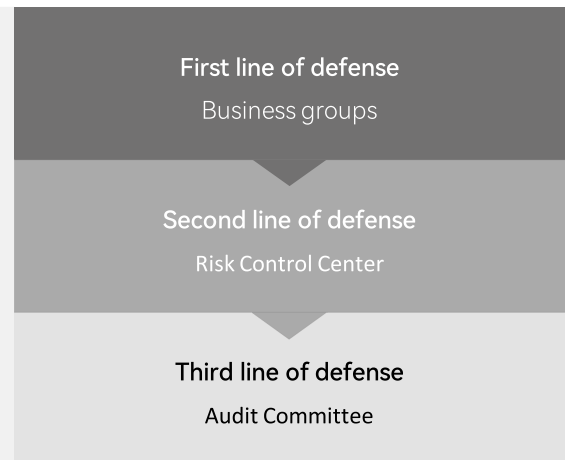 First line of defense
Business groups
Second line of defense
Risk Control Center
Third line of defense
Audit Committee